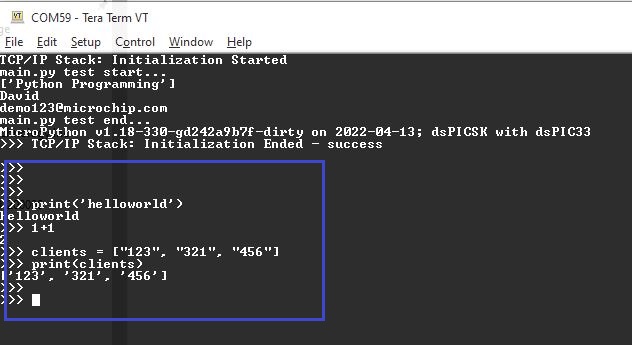 COM59 - Tera Term VT
File Edit Setup Control Window Help
TCP/IP Stack: Initialization Started
main.py test start...
['Python Programming']
David
demo123@microchip.com
main.py test end...
MicroPython v1.18-330-gd242a9b7f-dirty on 2022-04-13; dsPICSK with dsPIC33
>>> TCP/IP Stack: Initialization Ended - success
>>>
>>>
>>>
>>> print('helloworld')
helloworld
>>> 1+1
2
>>> clients = ["123", "321", "456"]
>>> print(clients)
['123', '321', '456']
>>>
>>>